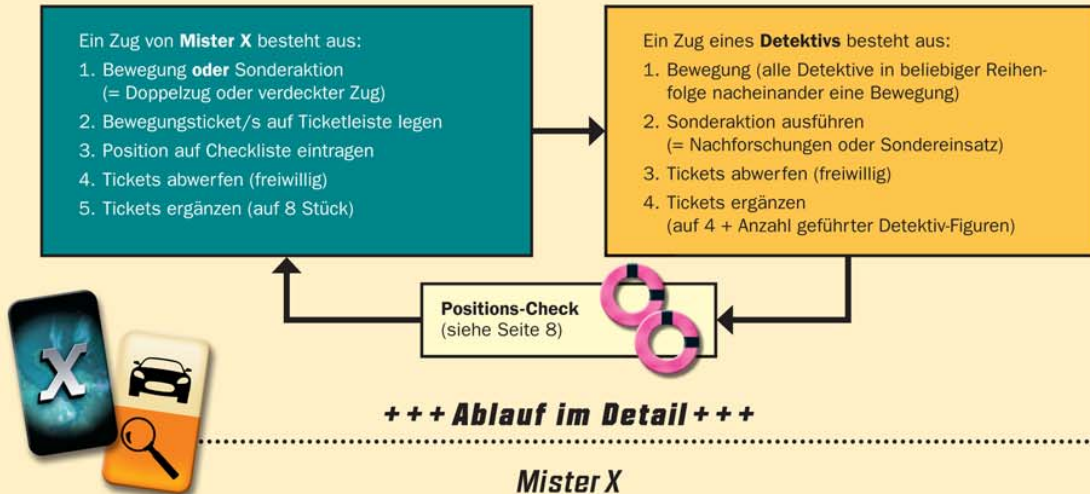 Ein Zug von Mister X besteht aus:
1. Bewegung oder Sonderaktion
(= Doppelzug oder verdeckter Zug)
2. Bewegungsticket/s auf Ticketleiste legen
3. Position auf Checkliste eintragen
4. Tickets abwerfen (freiwillig)
5. Tickets ergänzen (auf 8 Stück)
Ein Zug eines Detektivs besteht aus:
1. Bewegung (alle Detektive in beliebiger Reihen-
folge nacheinander eine Bewegung)
2. Sonderaktion ausführen
(= Nachforschungen oder Sondereinsatz)
3. Tickets abwerfen (freiwillig)
4. Tickets ergänzen
(auf 4 + Anzahl geführter Detektiv-Figuren)
Positions-Check
(siehe Seite 8)
X
+++ Ablauf im Detail +++
Mister X